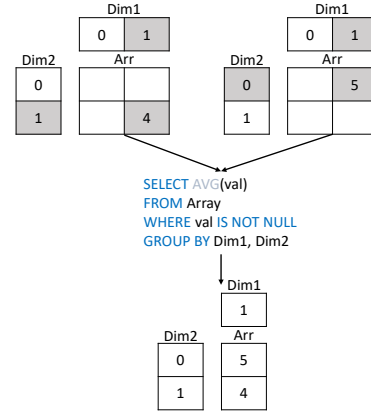 Dim1
0 1
Dim2 Arr
0
1 4
Dim1
0 1
Dim2 Arr
0 5
1
SELECT AVG(val)
FROM Array
WHERE val IS NOT NULL
GROUP BY Dim1, Dim2
Dim1
1
Dim2 Arr
0 5
1 4